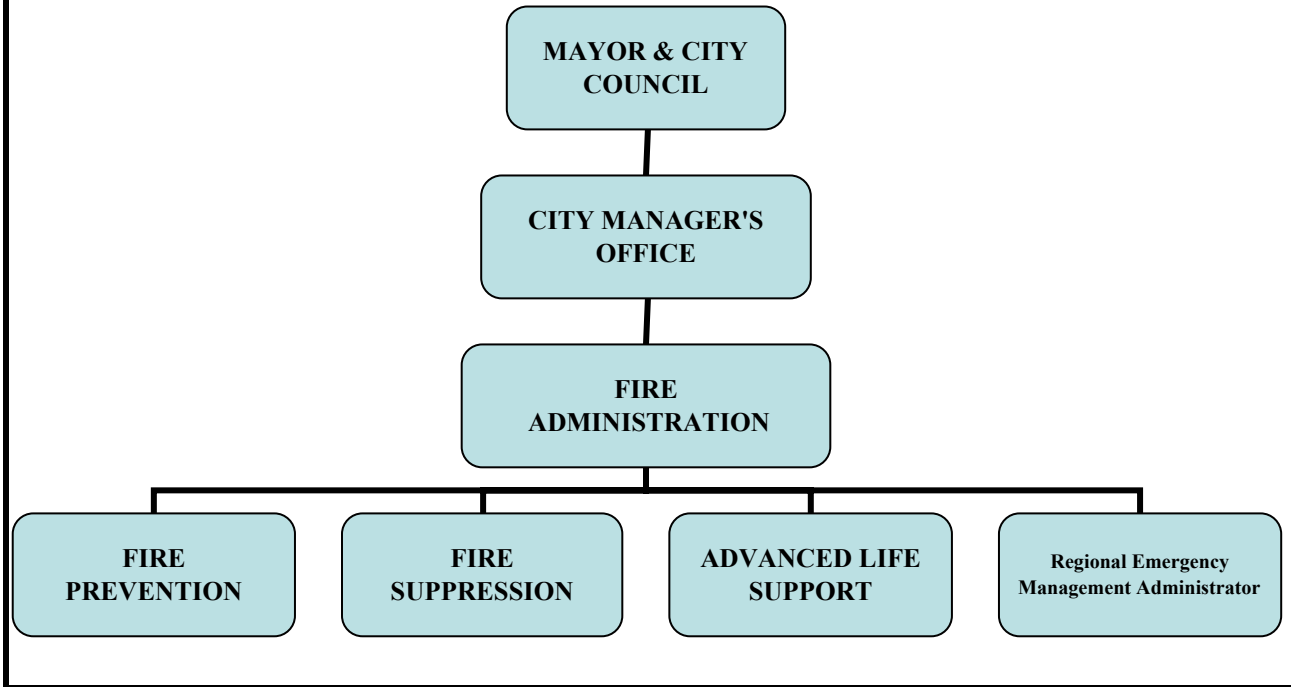 MAYOR & CITY
COUNCIL
CITY MANAGER'S
OFFICE
FIRE
ADMINISTRATION
FIRE
PREVENTION
FIRE
SUPPRESSION
ADVANCED LIFE
SUPPORT
Regional Emergency
Management Administrator